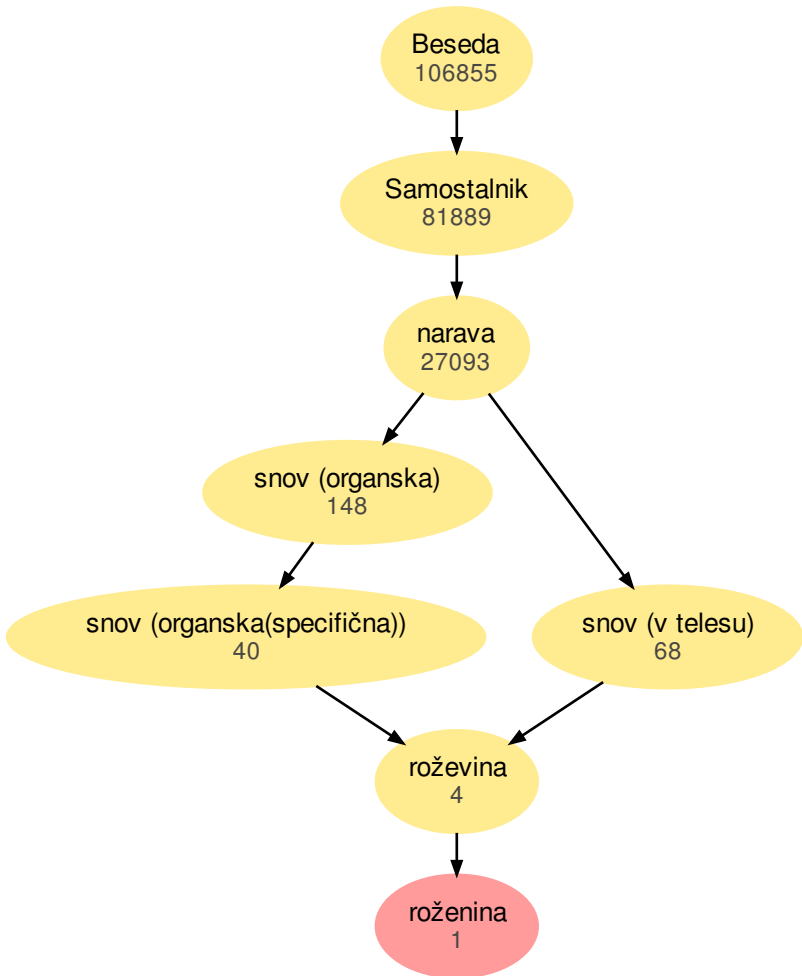 Beseda
106855
Samostalnik
81889
narava
27093
snov (organska)
148
snov (organska(specifična))
40
snov (v telesu)
68
roževina
4
roženina
1